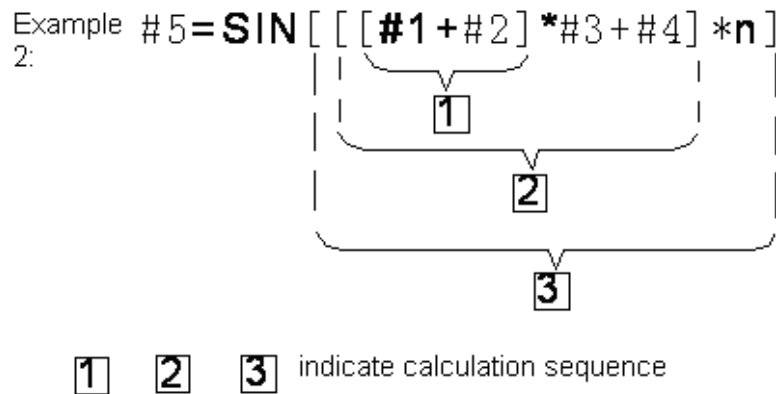 Example #5=SIN[[[#1+#2]*#3+#4]*n]
2:
1
2
3
1 2 3 indicate calculation sequence